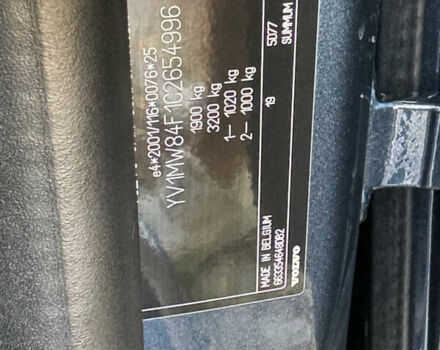 e4*2001/116*0076*25
YV1MW84F1C2654996
1900 kg
3200 kg
1– 1020 kg
2– 1000 kg
19
5D77
SUMMUM
MADE IN BELGIUM
VOLVO